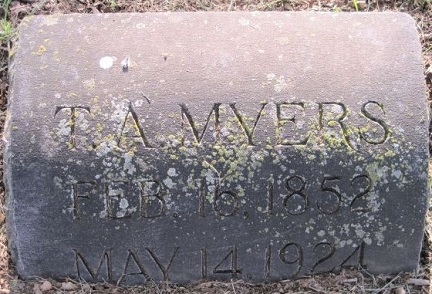 T. A. MYERS
FEB. 16, 1852
MAY 14, 1924